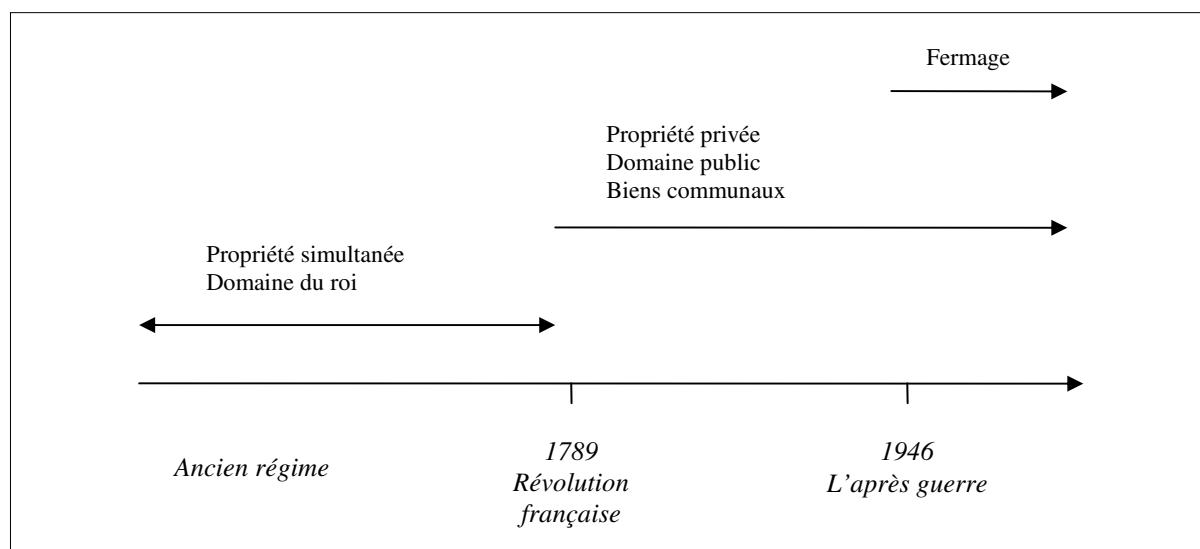 Fermage
Propriété privée
Domaine public
Biens communaux
Propriété simultanée
Domaine du roi
Ancien régime
1789
Révolution
française
1946
L'après guerre